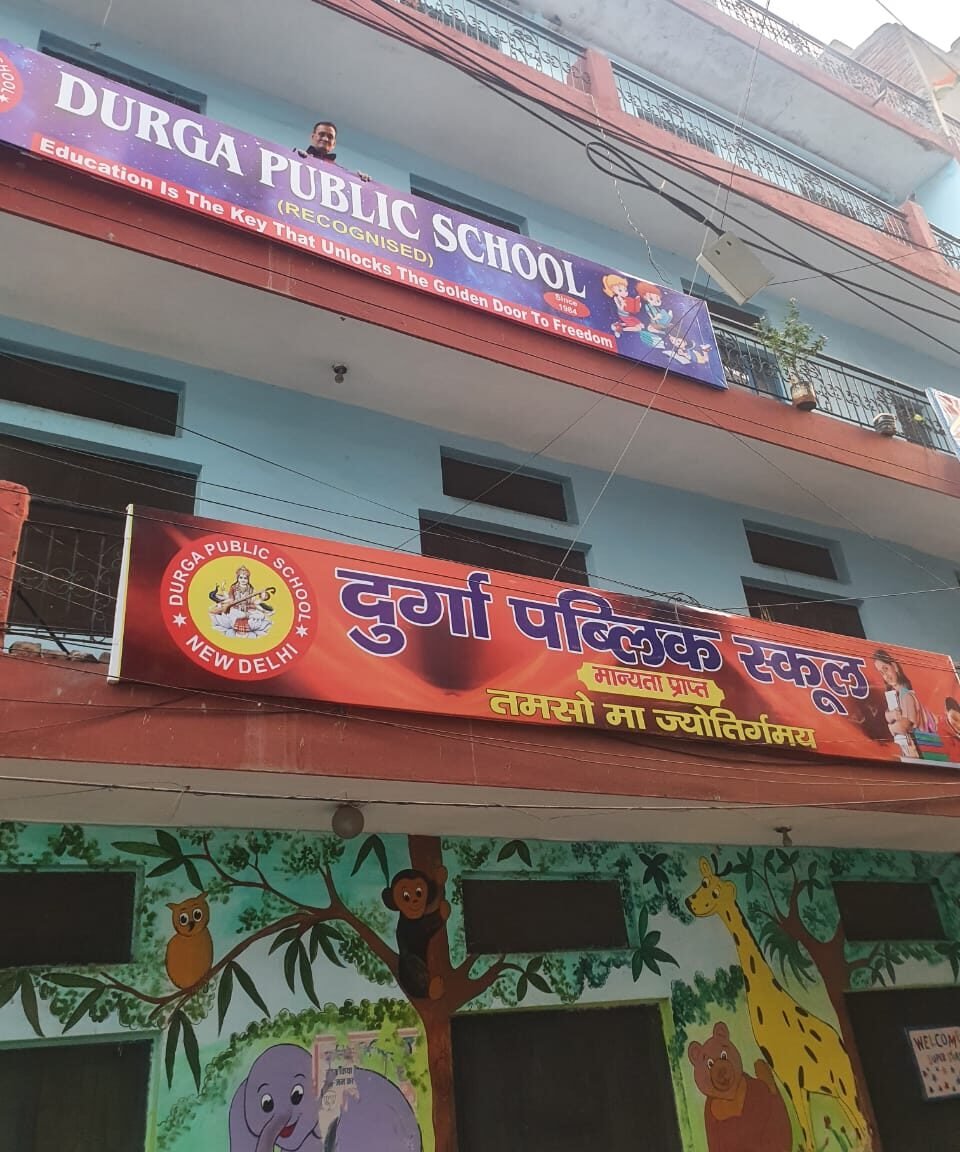 DURGA PUBLIC SCHOOL
(RECOGNISED)
Since
1984
Education Is The Key That Unlocks The Golden Door To Freedom
DURGA PUBLIC SCHOOL
NEW DELHI
दुर्गा पब्लिक स्कूल
मान्यता प्राप्त
तमसो मा ज्योतिर्गमय